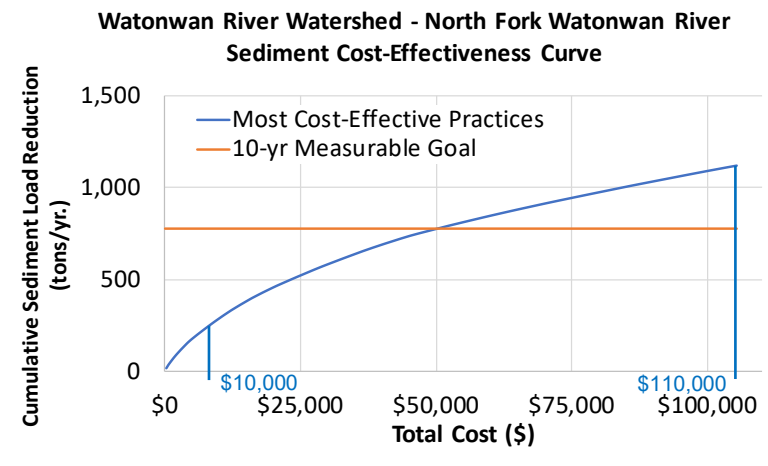 Watonwan River Watershed - North Fork Watonwan River
Sediment Cost-Effectiveness Curve
Cumulative Sediment Load Reduction
(tons/yr.)
1,500
1,000
500
0
Most Cost-Effective Practices
10-yr Measurable Goal
$10,000
$110,000
$0
$25,000
$50,000
$75,000
$100,000
Total Cost ($)